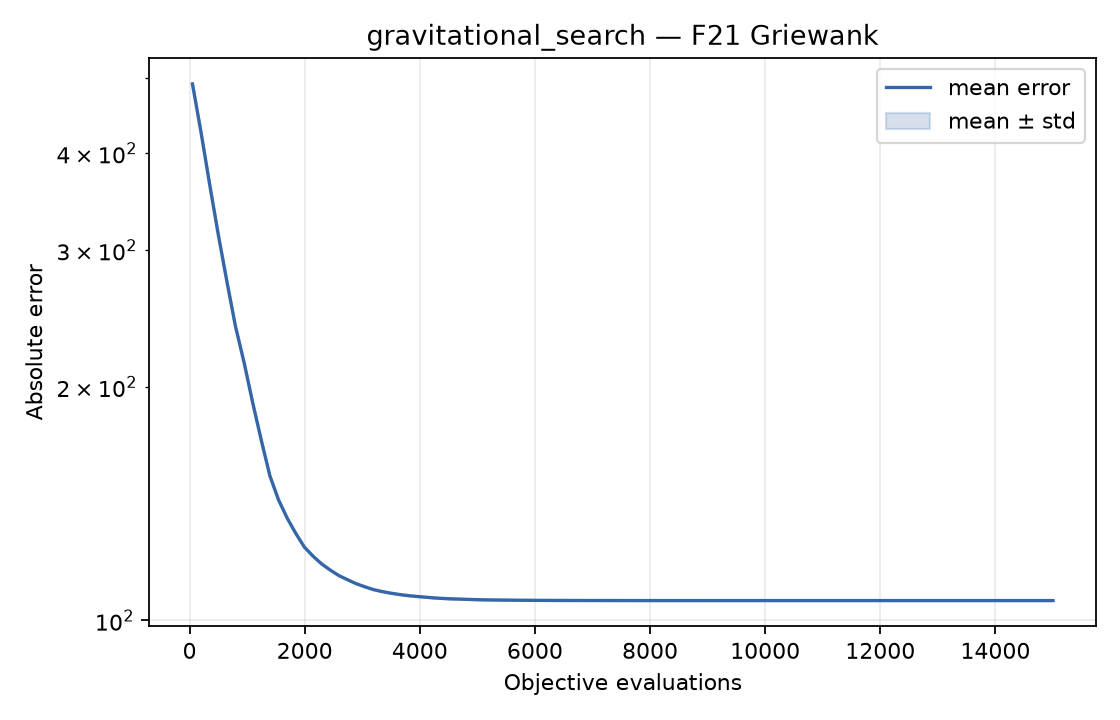 gravitational_search — F21 Griewank
mean error
mean ± std
4 × 10²
3 × 10²
2 × 10²
10²
Absolute error
0 2000 4000 6000 8000 10000 12000 14000
Objective evaluations